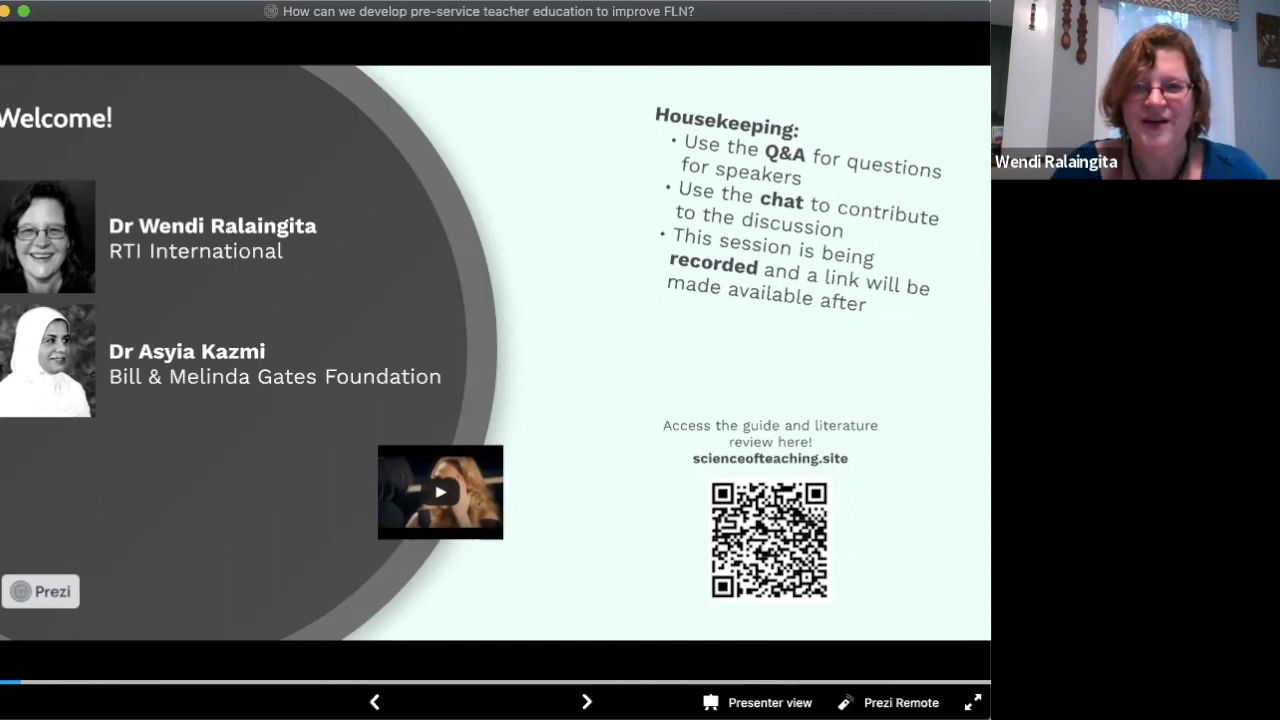 How can we develop pre-service teacher education to improve FLN?
Welcome!
Dr Wendi Ralaingita
RTI International
Dr Asyia Kazmi
Bill & Melinda Gates Foundation
Prezi
Housekeeping:
• Use the Q&A for questions
for speakers
• Use the chat to contribute
to the discussion
• This session is being
recorded and a link will be
made available after
Access the guide and literature
review here!
scienceofteaching.site
Wendi Ralaingita
Presenter view
Prezi Remote